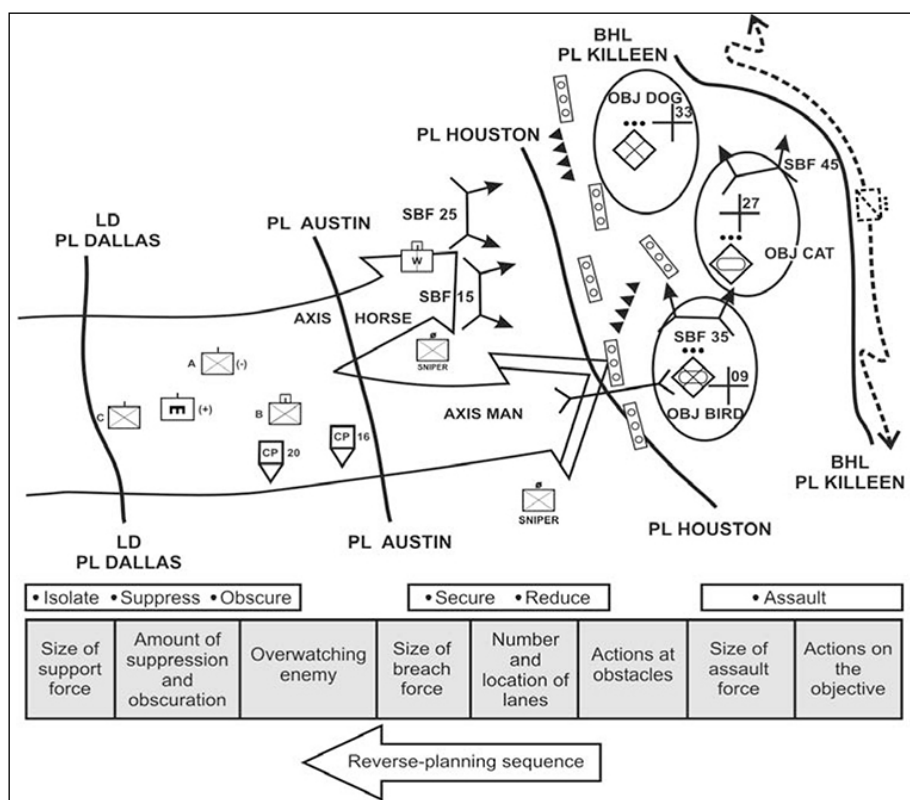 BHL
PL KILLEEN
OBJ DOG
33
PL HOUSTON
SBF 45
SBF 25
27
LD
PL DALLAS
PL AUSTIN
W
OBJ CAT
SBF 15
AXIS HORSE
SBF 35
SNIPER
A (-)
09
C
E (+)
B
AXIS MAN
OBJ BIRD
CP 20
CP 16
SNIPER
BHL
PL KILLEEN
LD
PL DALLAS
PL AUSTIN
PL HOUSTON
• Isolate • Suppress • Obscure
• Secure • Reduce
• Assault
Size of
support
force
Amount of
suppression
and
obscuration
Overwatching
enemy
Size of
breach
force
Number
and
location of
lanes
Actions at
obstacles
Size of
assault
force
Actions on
the
objective
Reverse-planning sequence